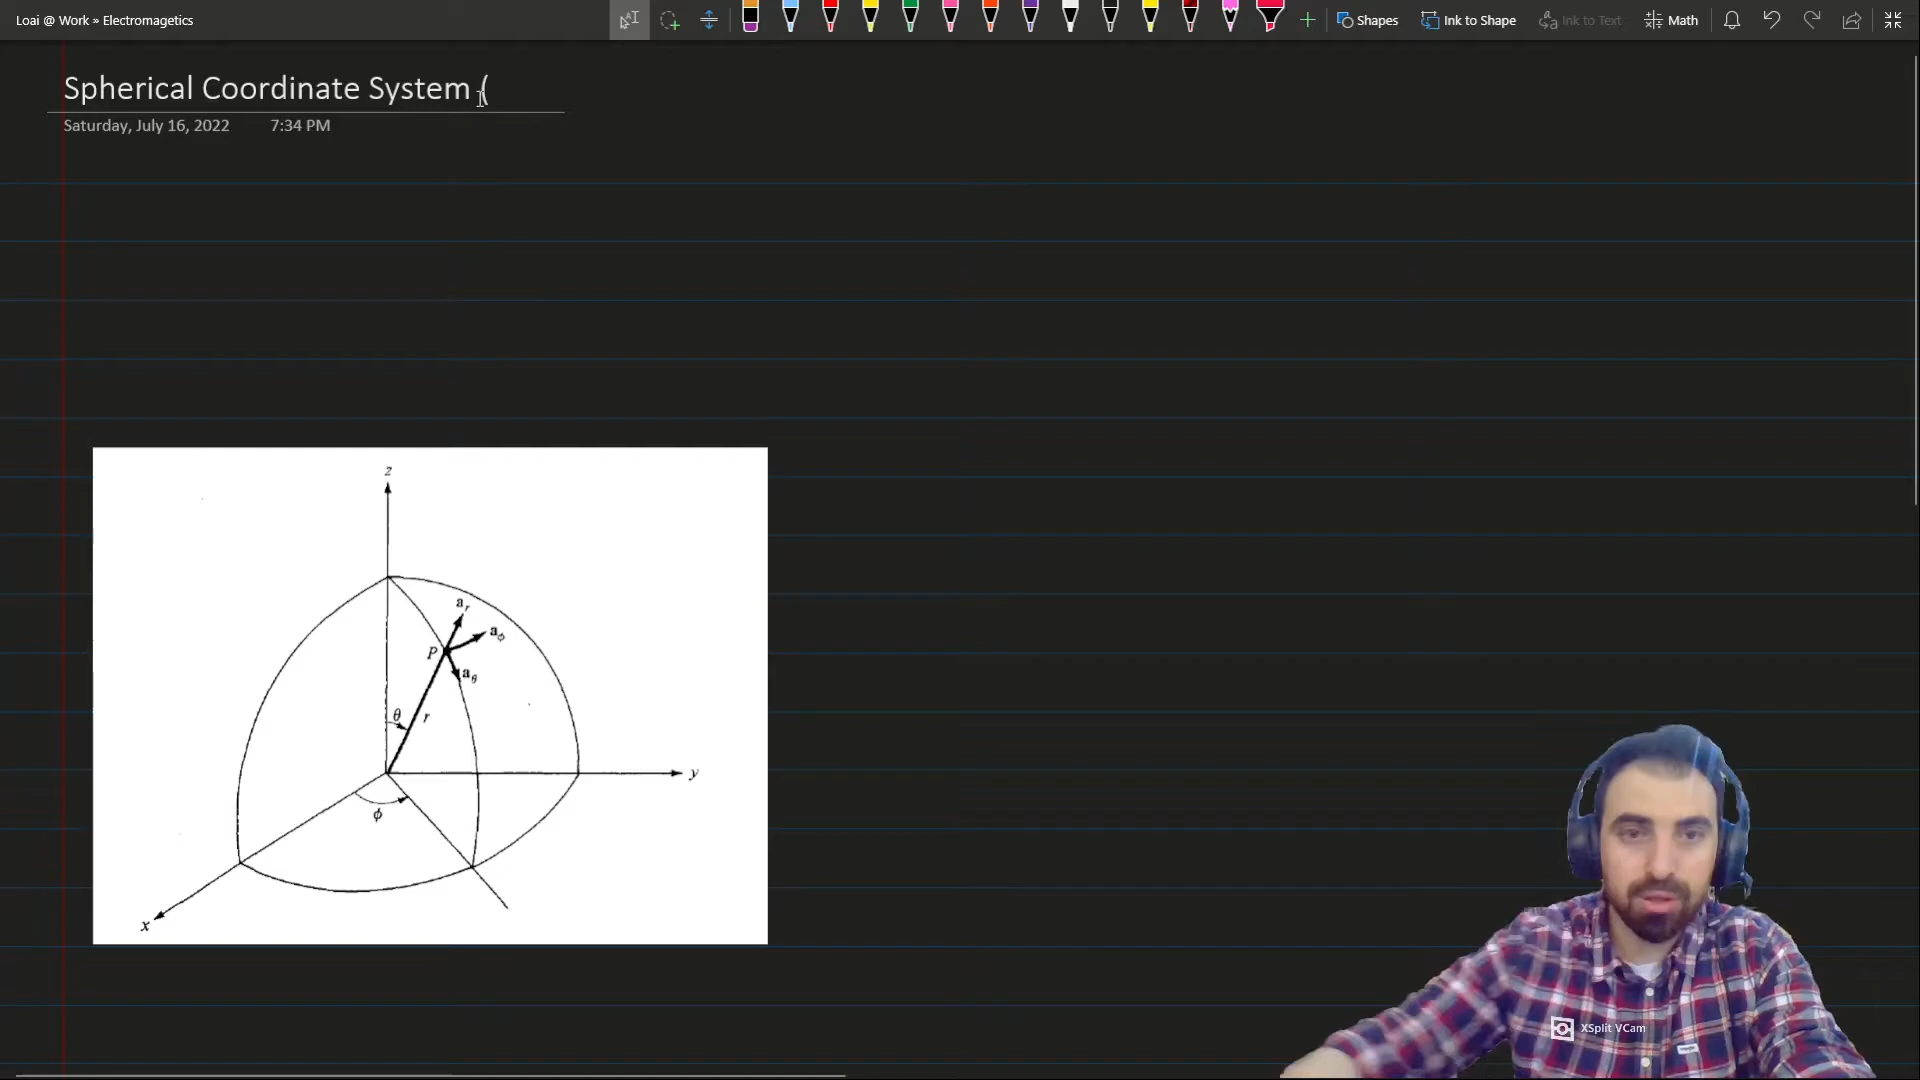 Loai @ Work » Electromagetics
Shapes
Ink to Shape
Ink to Text
Math
Spherical Coordinate System (
Saturday, July 16, 2022 7:34 PM
z
a_r
a_ϕ
P
a_θ
θ
r
y
ϕ
x
XSplit VCam